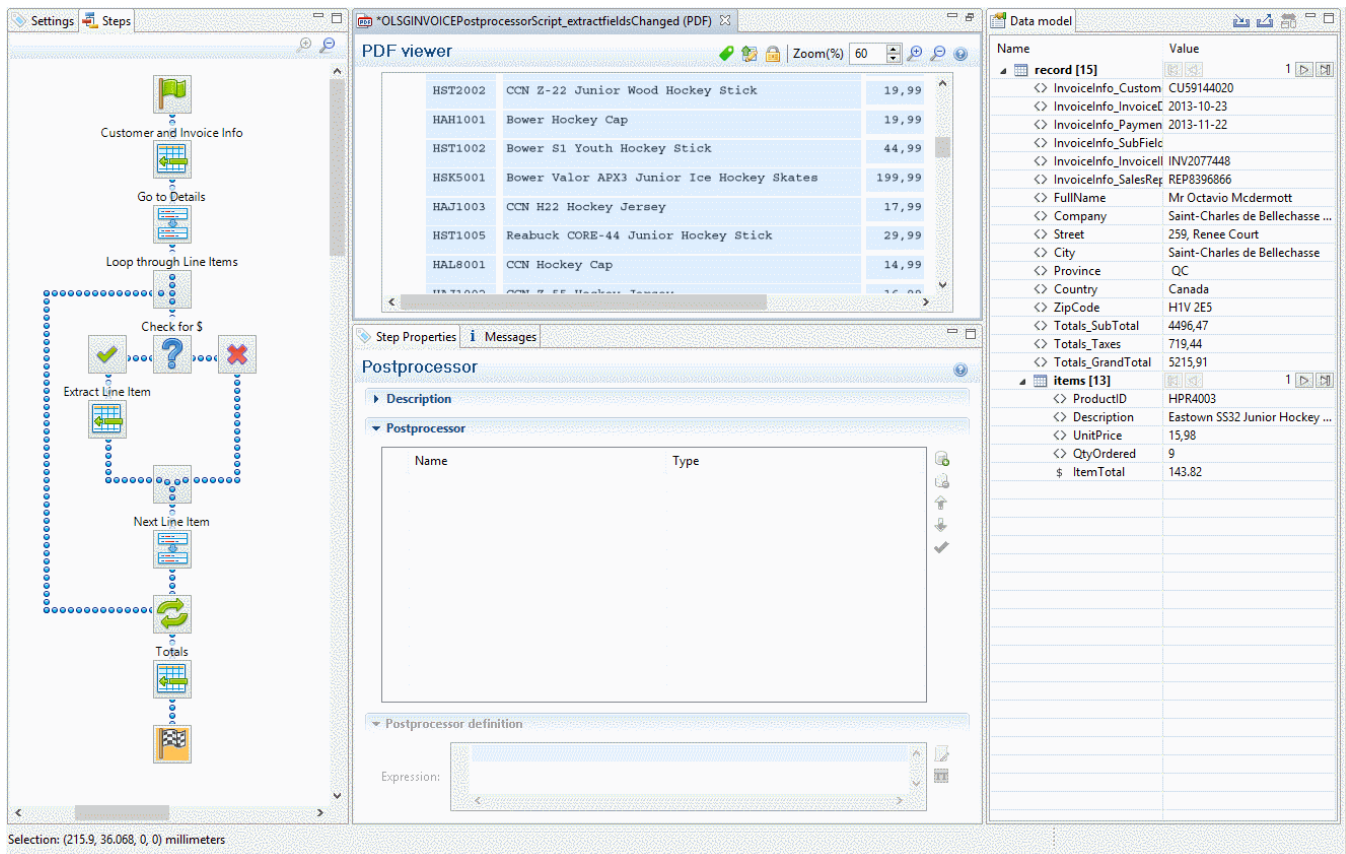 Settings
Steps
Customer and Invoice Info
Go to Details
Loop through Line Items
Check for $
Extract Line Item
Next Line Item
Totals
*OLSGINVOICEPostprocessorScript_extractfieldsChanged (PDF)
PDF viewer
Zoom(%) 60
HST2002 CCN Z-22 Junior Wood Hockey Stick 19,99
HAH1001 Bower Hockey Cap 19,99
HST1002 Bower S1 Youth Hockey Stick 44,99
HSK5001 Bower Valor APX3 Junior Ice Hockey Skates 199,99
HAJ1003 CCN H22 Hockey Jersey 17,99
HST1005 Reabuck CORE-44 Junior Hockey Stick 29,99
HAL8001 CCN Hockey Cap 14,99
Step Properties
Messages
Postprocessor
Description
Postprocessor
Name Type
Postprocessor definition
Expression:
Data model
Name Value
record [15] 1
InvoiceInfo_Custom CU59144020
InvoiceInfo_InvoiceD 2013-10-23
InvoiceInfo_Paymen 2013-11-22
InvoiceInfo_SubField
InvoiceInfo_InvoiceII INV2077448
InvoiceInfo_SalesRep REP8396866
FullName Mr Octavio Mcdermott
Company Saint-Charles de Bellechasse ...
Street 259, Renee Court
City Saint-Charles de Bellechasse
Province QC
Country Canada
ZipCode H1V 2E5
Totals_SubTotal 4496,47
Totals_Taxes 719,44
Totals_GrandTotal 5215,91
items [13] 1
ProductID HPR4003
Description Eastown SS32 Junior Hockey ...
UnitPrice 15,98
QtyOrdered 9
$ ItemTotal 143.82
Selection: (215.9, 36.068, 0, 0) millimeters